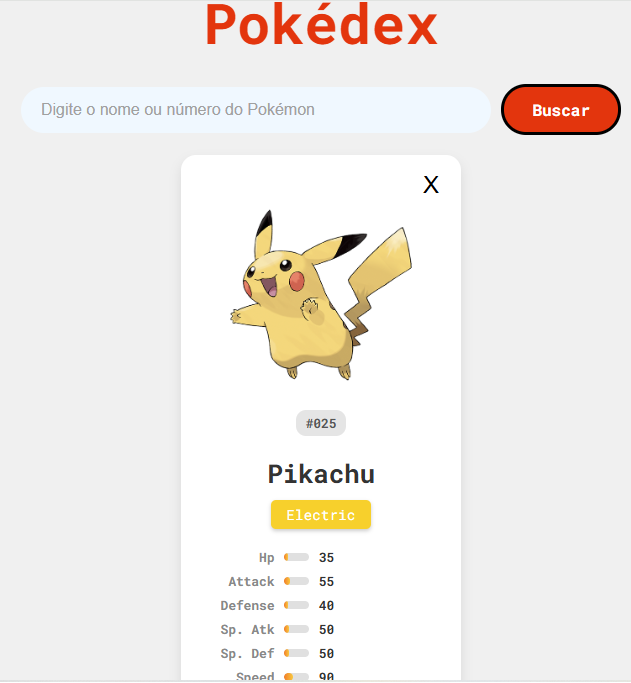 Pokédex
Digite o nome ou número do Pokémon
Buscar
X
#025
Pikachu
Electric
Hp 35
Attack 55
Defense 40
Sp. Atk 50
Sp. Def 50
Speed 90